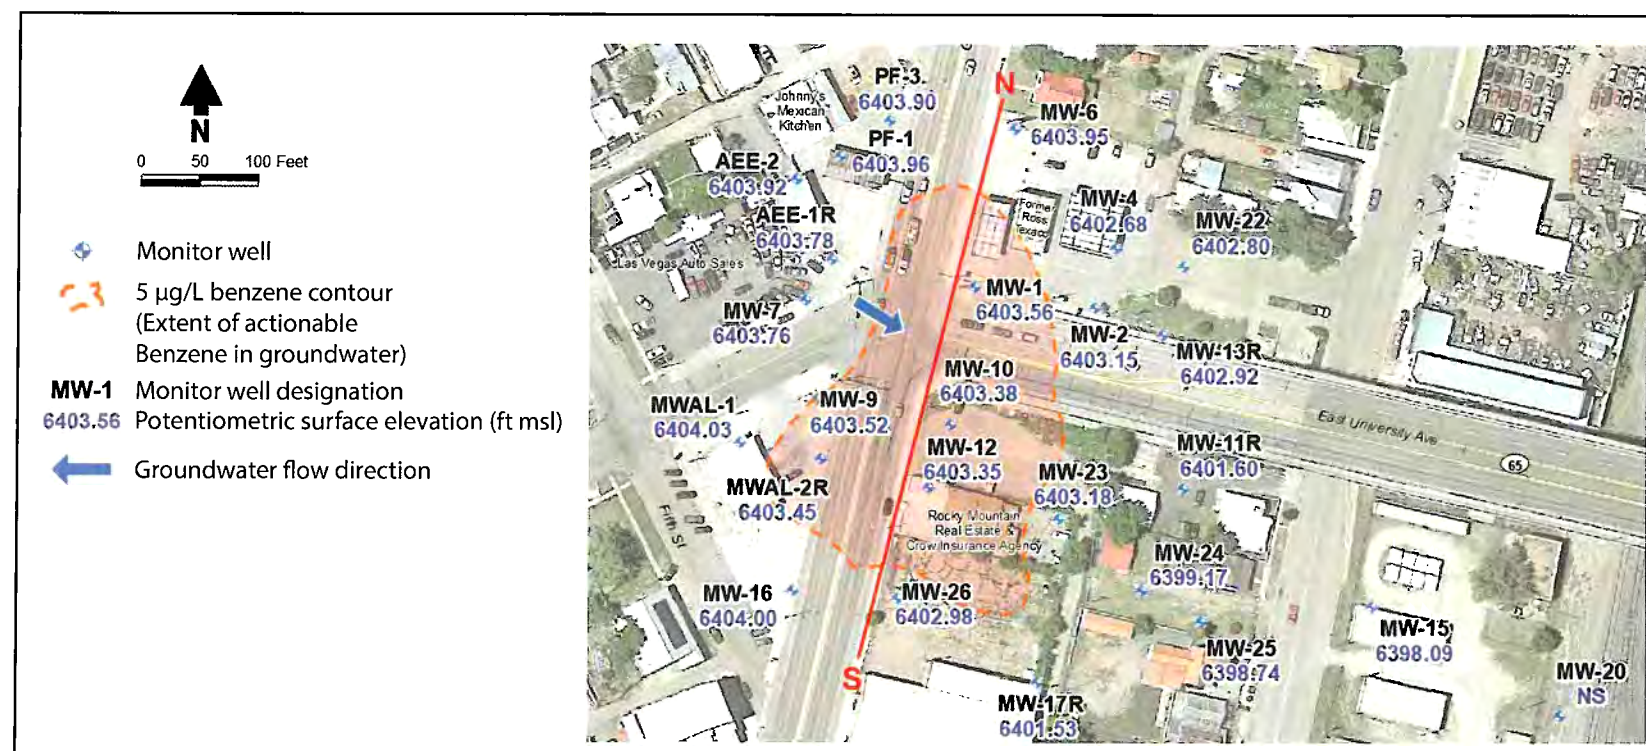 N
0 50 100 Feet
Monitor well
5 µg/L benzene contour
(Extent of actionable
Benzene in groundwater)
MW-1 Monitor well designation
6403.56 Potentiometric surface elevation (ft msl)
Groundwater flow direction
PF-3
6403.90
N
MW-6
6403.95
Johnny's
Mexican
Kitchen
PF-1
6403.96
AEE-2
6403.92
AEE-1R
6403.78
Former
Ross
Texaco
MW-4
6402.68
MW-22
6402.80
Las Vegas Auto Sales
MW-7
6403.76
MW-1
6403.56
MW-2
6403.15
MW-13R
6402.92
MW-10
6403.38
MW-9
6403.52
MWAL-1
6404.03
East University Ave
65
MW-12
6403.35
MW-11R
6401.60
MW-23
6403.18
MWAL-2R
6403.45
Fifth St
Rocky Mountain
Real Estate &
Crow Insurance Agency
MW-24
6399.17
MW-16
6404.00
MW-26
6402.98
MW-15
6398.09
MW-25
6398.74
S
MW-20
NS
MW-17R
6401.53